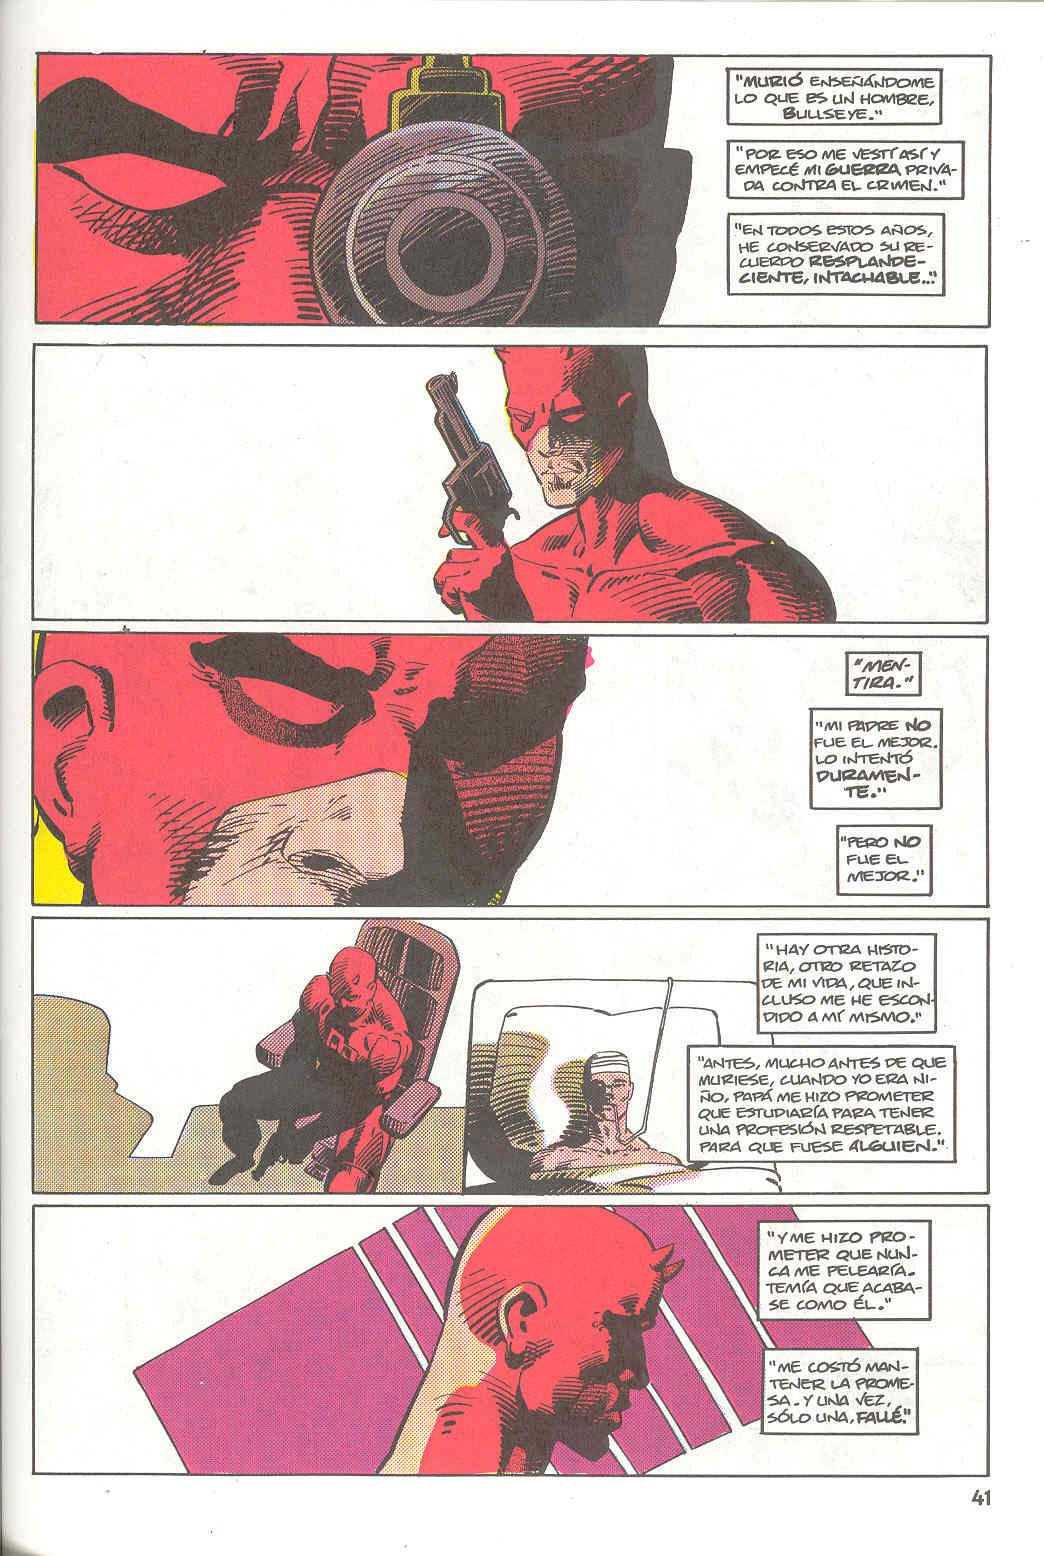 "MURIÓ ENSEÑÁNDOME
LO QUE ES UN HOMBRE,
BULLSEYE."
"POR ESO ME VESTÍ ASÍ Y
EMPECÉ MI GUERRA PRIVA-
DA CONTRA EL CRIMEN."
"EN TODOS ESTOS AÑOS,
HE CONSERVADO SU RE-
CUERDO RESPLANDE-
CIENTE, INTACHABLE..."
"MEN-
TIRA."
"MI PADRE NO
FUE EL MEJOR.
LO INTENTÓ
DURAMEN-
TE."
"PERO NO
FUE EL
MEJOR."
"HAY OTRA HISTO-
RIA, OTRO RETAZO
DE MI VIDA, QUE IN-
CLUSO ME HE ESCON-
DIDO A MÍ MISMO."
"ANTES, MUCHO ANTES DE QUE
MURIESE, CUANDO YO ERA NI-
ÑO, PAPÁ ME HIZO PROMETER
QUE ESTUDIARÍA PARA TENER
UNA PROFESIÓN RESPETABLE.
PARA QUE FUESE ALGUIEN."
"Y ME HIZO PRO-
METER QUE NUN-
CA ME PELEARÍA.
TEMÍA QUE ACABA-
SE COMO ÉL."
"ME COSTÓ MAN-
TENER LA PROME-
SA. Y UNA VEZ,
SÓLO UNA, FALLÉ."
41